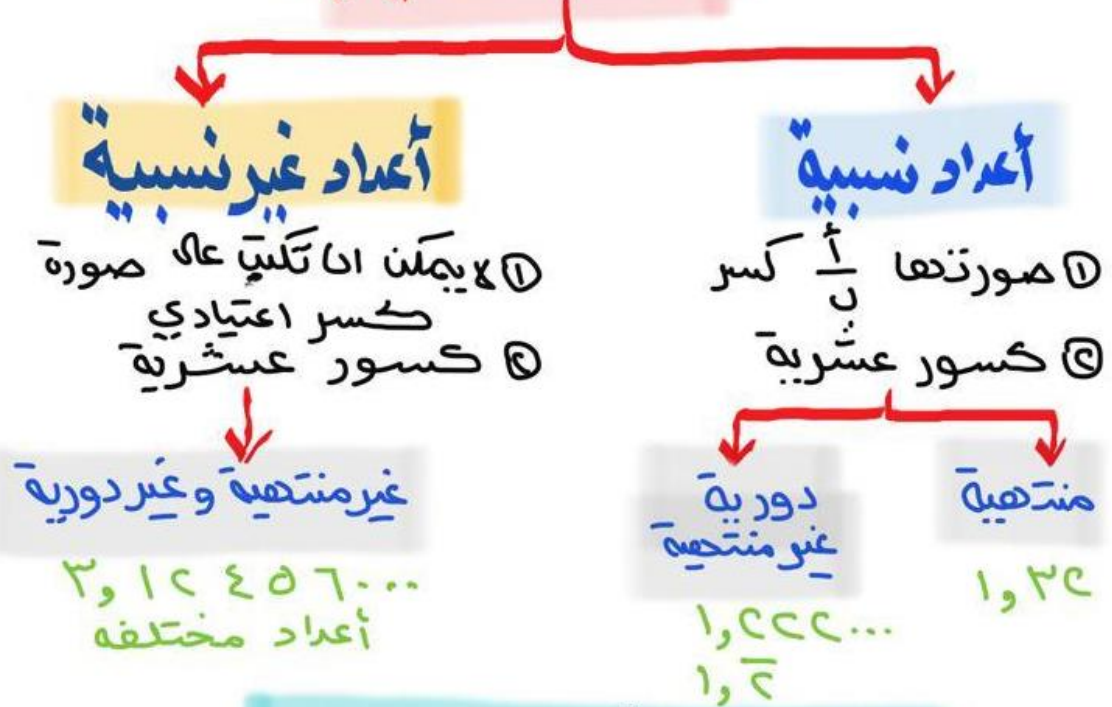 أعداد نسبية
① صورتها أ/ب كسر
② كسور عشرية
منتهية
١,٣٢
دورية
غير منتهية
١,٢٢٢...
١,٢̅
أعداد غير نسبية
① لا يمكن ان تكتب على صورة
كسر اعتيادي
② كسور عشرية
غير منتهية وغير دورية
٣,١٢٤٥٦...
أعداد مختلفه